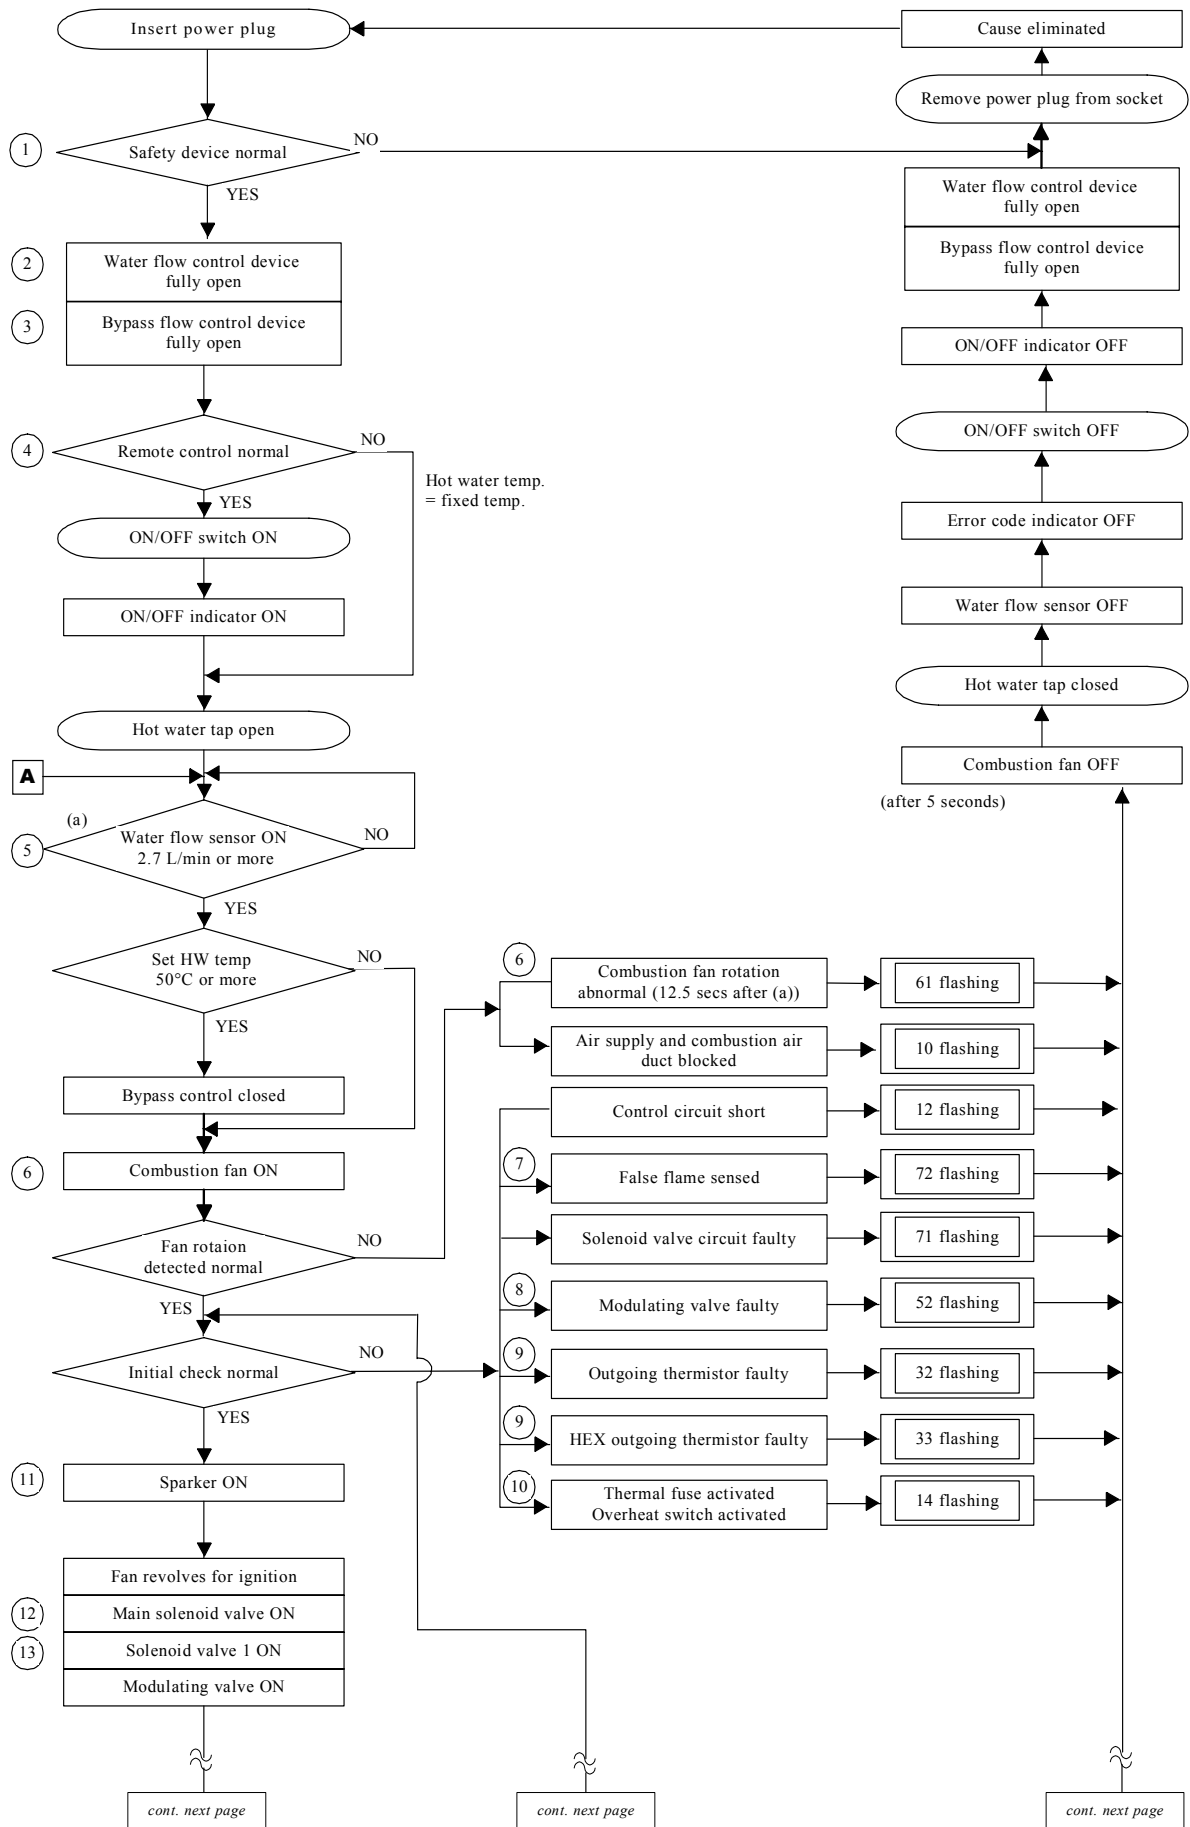 Insert power plug
Cause eliminated
Remove power plug from socket
1
Safety device normal
NO
YES
Water flow control device
fully open
Bypass flow control device
fully open
2
Water flow control device
fully open
3
Bypass flow control device
fully open
ON/OFF indicator OFF
4
Remote control normal
NO
YES
Hot water temp.
= fixed temp.
ON/OFF switch OFF
ON/OFF switch ON
Error code indicator OFF
ON/OFF indicator ON
Water flow sensor OFF
Hot water tap closed
Hot water tap open
A
Combustion fan OFF
(after 5 seconds)
(a)
5
Water flow sensor ON
2.7 L/min or more
NO
YES
Set HW temp
50°C or more
NO
YES
Bypass control closed
6
Combustion fan ON
Fan rotaion
detected normal
NO
YES
Initial check normal
NO
YES
11
Sparker ON
Fan revolves for ignition
12
Main solenoid valve ON
13
Solenoid valve 1 ON
Modulating valve ON
6
Combustion fan rotation
abnormal (12.5 secs after (a))
61 flashing
Air supply and combustion air
duct blocked
10 flashing
Control circuit short
12 flashing
7
False flame sensed
72 flashing
Solenoid valve circuit faulty
71 flashing
8
Modulating valve faulty
52 flashing
9
Outgoing thermistor faulty
32 flashing
9
HEX outgoing thermistor faulty
33 flashing
10
Thermal fuse activated
Overheat switch activated
14 flashing
cont. next page
cont. next page
cont. next page